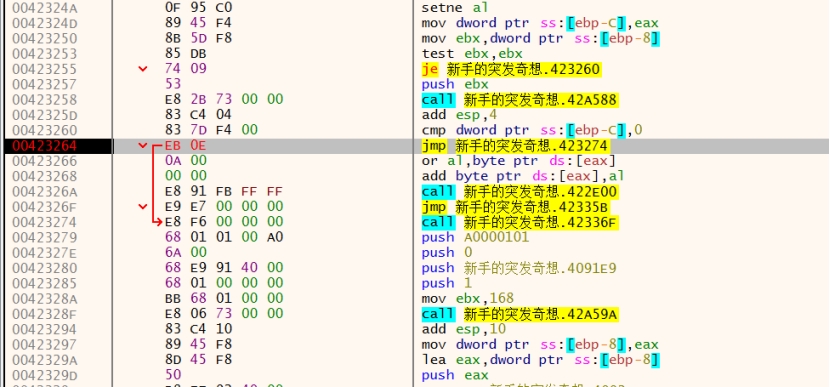 0042324A 0F 95 C0 setne al
0042324D 89 45 F4 mov dword ptr ss:[ebp-C],eax
00423250 8B 5D F8 mov ebx,dword ptr ss:[ebp-8]
00423253 85 DB test ebx,ebx
00423255 74 09 je 新手的突发奇想.423260
00423257 53 push ebx
00423258 E8 2B 73 00 00 call 新手的突发奇想.42A588
0042325D 83 C4 04 add esp,4
00423260 83 7D F4 00 cmp dword ptr ss:[ebp-C],0
00423264 EB 0E jmp 新手的突发奇想.423274
00423266 0A 00 or al,byte ptr ds:[eax]
00423268 00 00 add byte ptr ds:[eax],al
0042326A E8 91 FB FF FF call 新手的突发奇想.422E00
0042326F E9 E7 00 00 00 jmp 新手的突发奇想.42335B
00423274 E8 F6 00 00 00 call 新手的突发奇想.42336F
00423279 68 01 01 00 A0 push A0000101
0042327E 6A 00 push 0
00423280 68 E9 91 40 00 push 新手的突发奇想.4091E9
00423285 68 01 00 00 00 push 1
0042328A BB 68 01 00 00 mov ebx,168
0042328F E8 06 73 00 00 call 新手的突发奇想.42A59A
00423294 83 C4 10 add esp,10
00423297 89 45 F8 mov dword ptr ss:[ebp-8],eax
0042329A 8D 45 F8 lea eax,dword ptr ss:[ebp-8]
0042329D 50 push eax